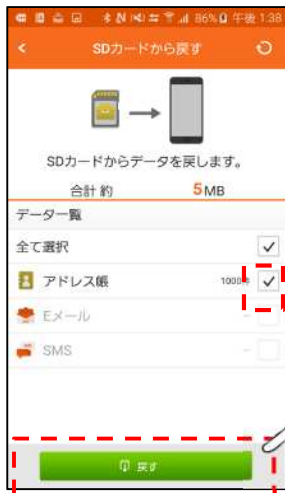 86% 午後 1:38
SDカードから戻す
SDカードからデータを戻します。
合計 約 5MB
データ一覧
全て選択
アドレス帳 1000件
Eメール -
SMS -
戻す